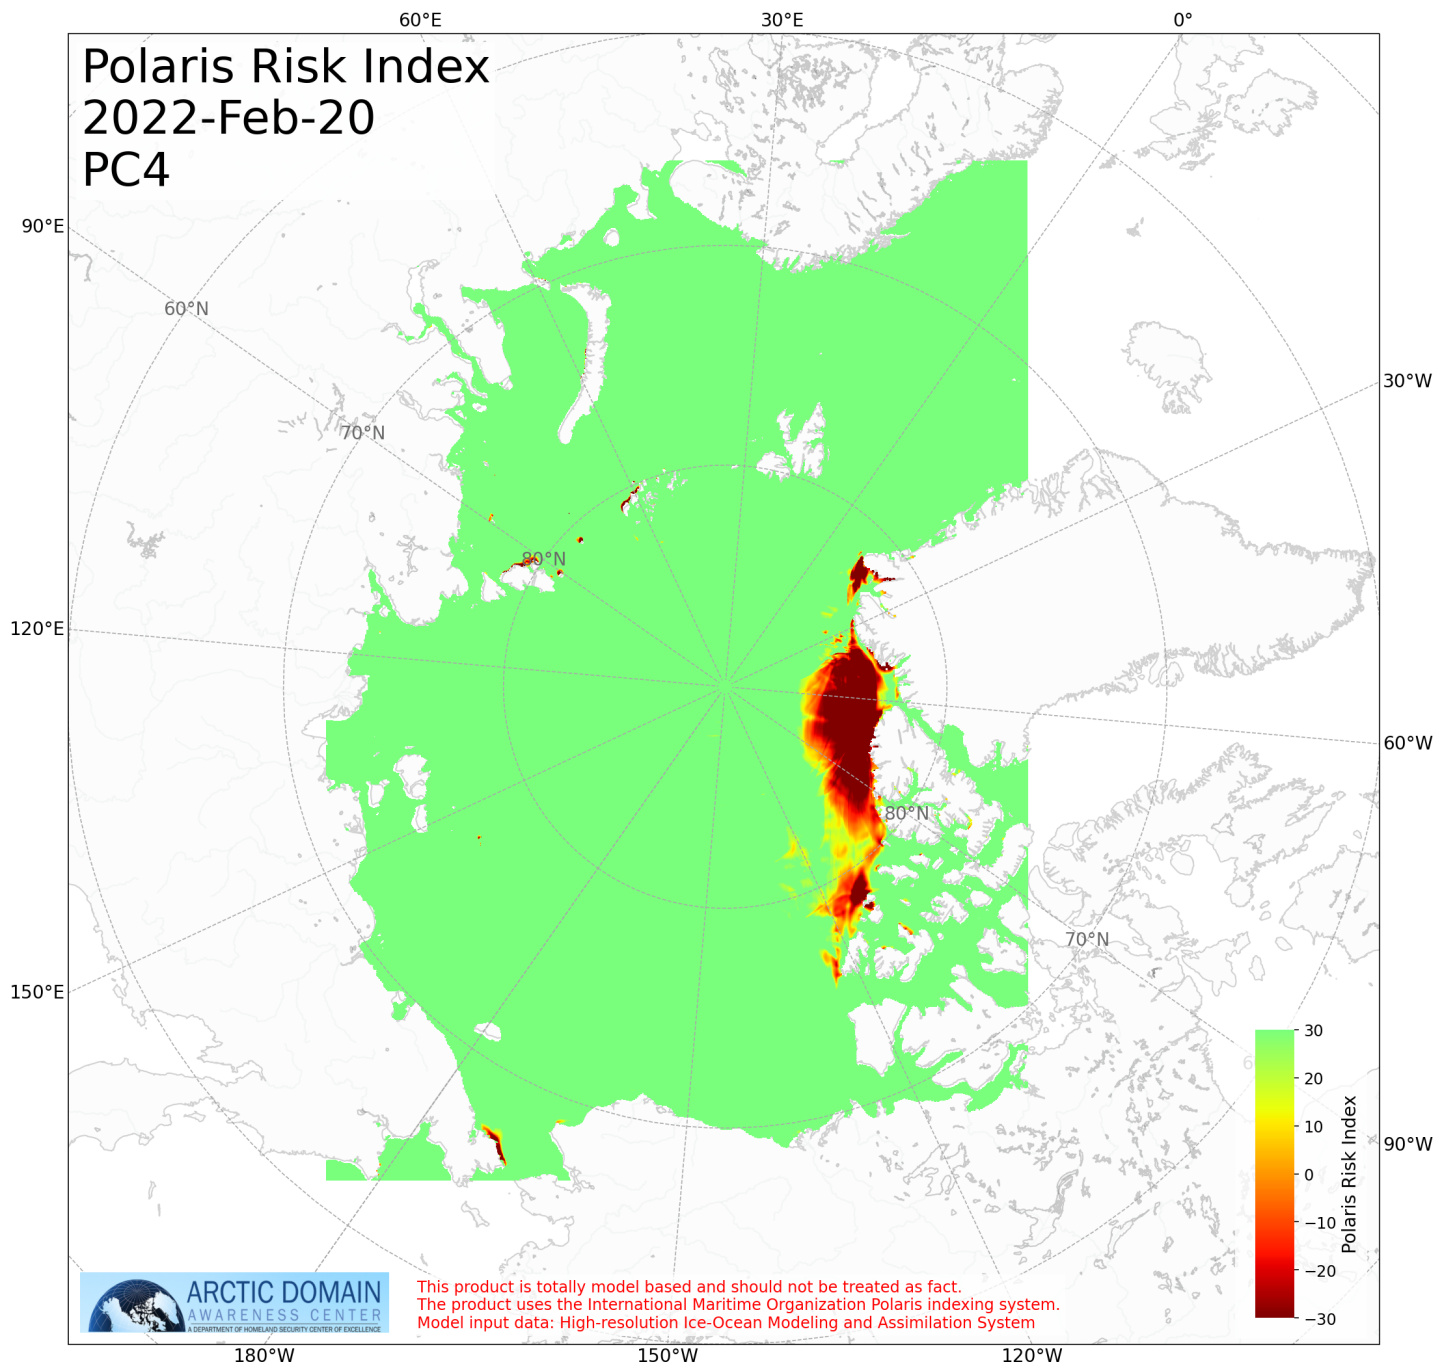 60°E 30°E 0°
Polaris Risk Index
2022-Feb-20
PC4
90°E
60°N
30°W
70°N
80°N
120°E
60°W
80°N
70°N
150°E
30
20
10
0
−10
−20
−30
Polaris Risk Index
90°W
ARCTIC DOMAIN
AWARENESS CENTER
A DEPARTMENT OF HOMELAND SECURITY CENTER OF EXCELLENCE
This product is totally model based and should not be treated as fact.
The product uses the International Maritime Organization Polaris indexing system.
Model input data: High-resolution Ice-Ocean Modeling and Assimilation System
180°W 150°W 120°W